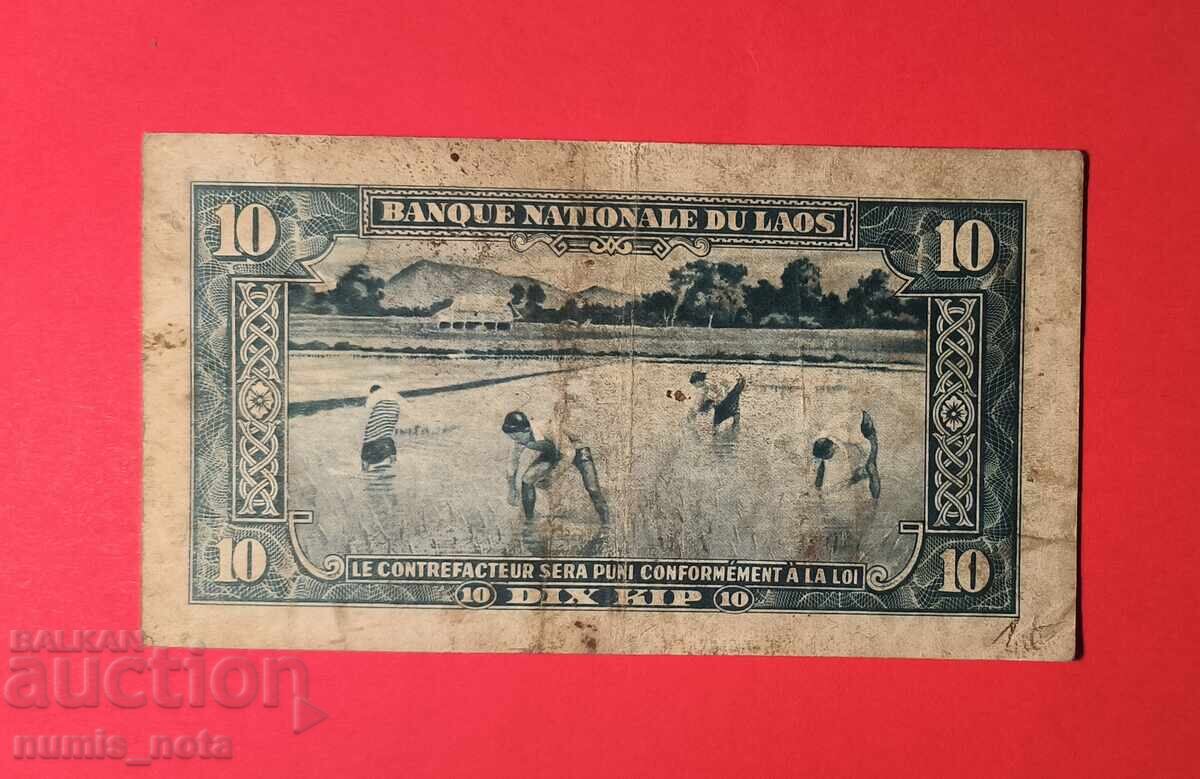 BANQUE NATIONALE DU LAOS
10 10
LE CONTREFACTEUR SERA PUNI CONFORMÉMENT À LA LOI
10 10
10 DIX KIP 10
BALKAN
auction
numis_nota